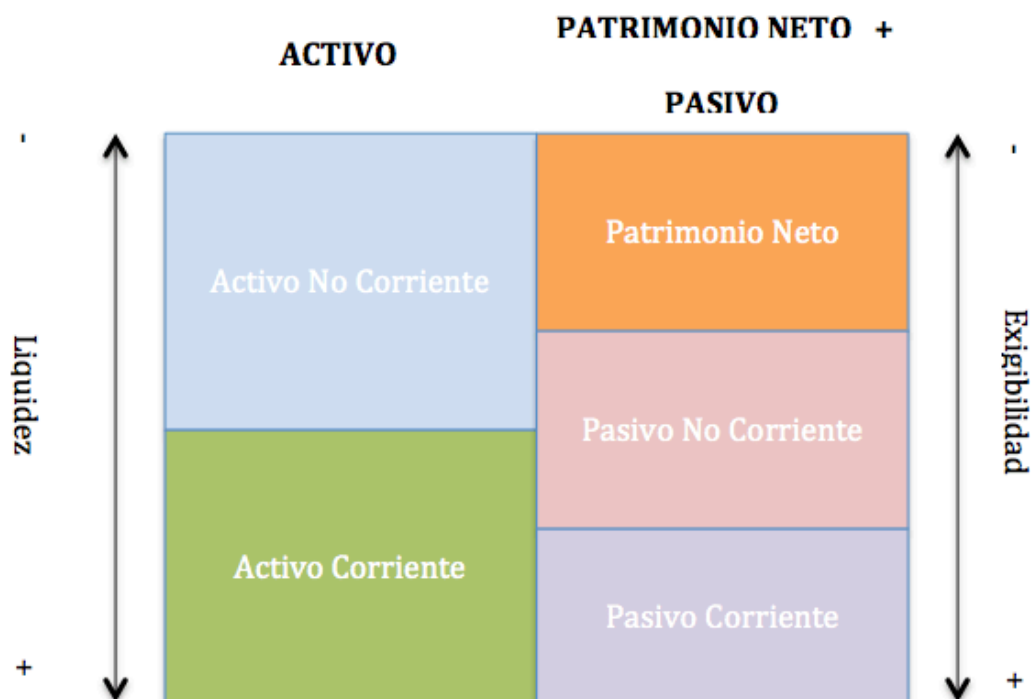 ACTIVO
PATRIMONIO NETO +
PASIVO
-
Liquidez
+
Activo No Corriente
Activo Corriente
Patrimonio Neto
Pasivo No Corriente
Pasivo Corriente
-
Exigibilidad
+